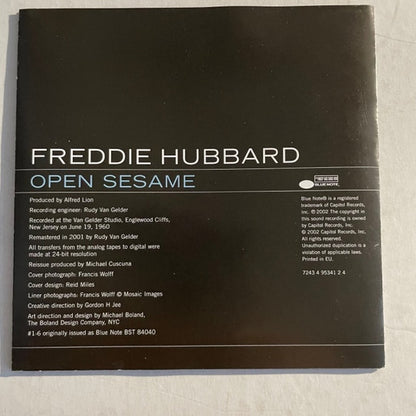 FREDDIE HUBBARD
OPEN SESAME
BLUE NOTE
Produced by Alfred Lion
Recording engineer: Rudy Van Gelder
Recorded at the Van Gelder Studio, Englewood Cliffs,
New Jersey on June 19, 1960
Remastered in 2001 by Rudy Van Gelder
All transfers from the analog tapes to digital were
made at 24-bit resolution
Reissue produced by Michael Cuscuna
Cover photograph: Francis Wolff
Cover design: Reid Miles
Liner photographs: Francis Wolff © Mosaic Images
Creative direction by Gordon H Jee
Art direction and design by Michael Boland,
The Boland Design Company, NYC
#1-6 originally issued as Blue Note BST 84040
Blue Note® is a registered
trademark of Capitol Records,
Inc. ℗ 2002 The copyright in
this sound recording is owned
by Capitol Records, Inc.
© 2002 Capitol Records, Inc.
All rights reserved.
Unauthorized duplication is a
violation of applicable laws.
Printed in EU.
7243 4 95341 2 4